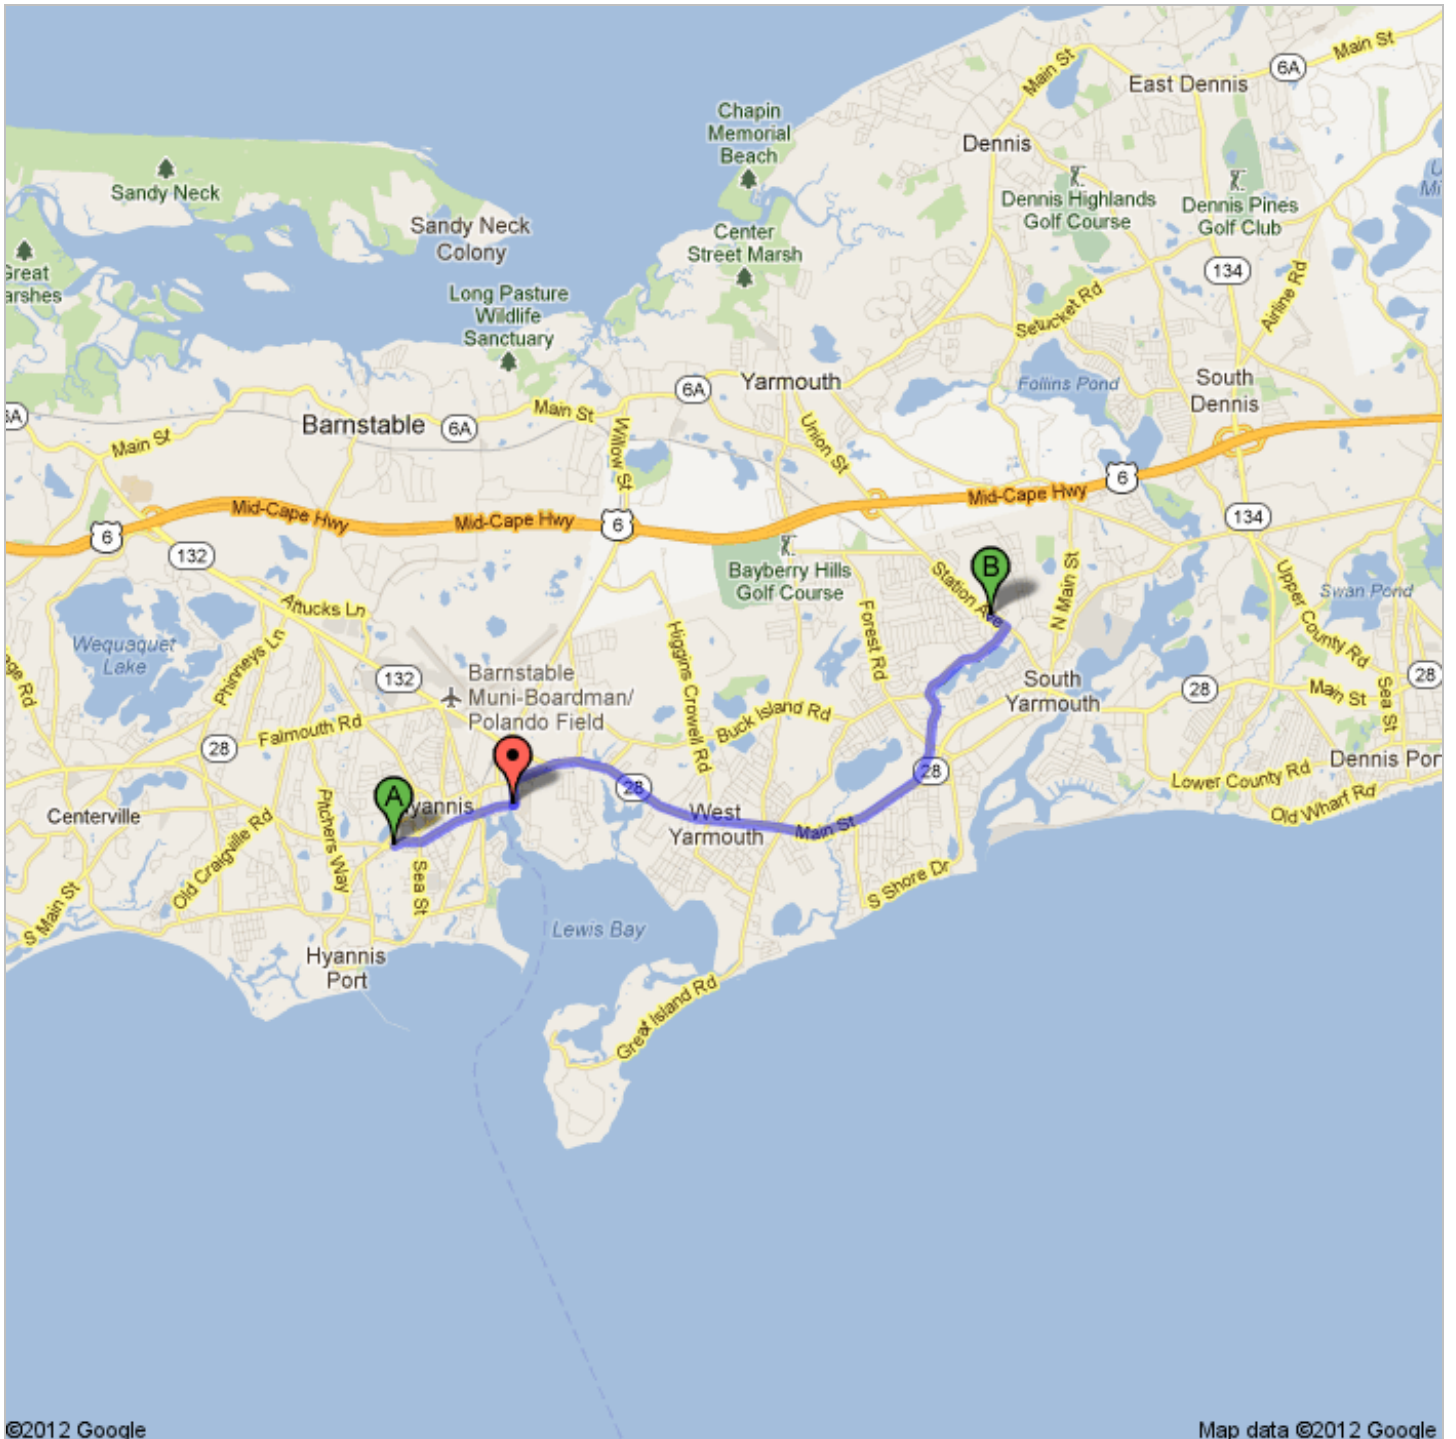 Main St
6A
Main St
East Dennis
Chapin
Memorial
Beach
Dennis
Sandy Neck
Dennis Highlands
Golf Course
Dennis Pines
Golf Club
Sandy Neck
Colony
Center
Street Marsh
Great
arshes
134
Airline Rd
Long Pasture
Wildlife
Sanctuary
Setucket Rd
Yarmouth
Follins Pond
South
Dennis
6A
6A
Main St
Barnstable
6A
Main St
Willow St
Union St
6
Mid-Cape Hwy
Mid-Cape Hwy
Mid-Cape Hwy
6
6
134
132
Bayberry Hills
Golf Course
Station Ave
B
N Main St
Upper County Rd
Swan Pond
Attucks Ln
Wequaquet
Lake
Phinneys Ln
Forest Rd
Higgins Crowell Rd
132
Barnstable
Muni-Boardman/
Polando Field
South
Yarmouth
28
Main St
28
Sea St
Buck Island Rd
Falmouth Rd
28
28
28
Dennis Por
Lower County Rd
Old Wharf Rd
A
yannis
Centerville
Pitchers Way
Old Craigville Rd
West
Yarmouth
Main St
Sea St
S Shore Dr
S Main St
Lewis Bay
Hyannis
Port
Great Island Rd
©2012 Google
Map data ©2012 Google